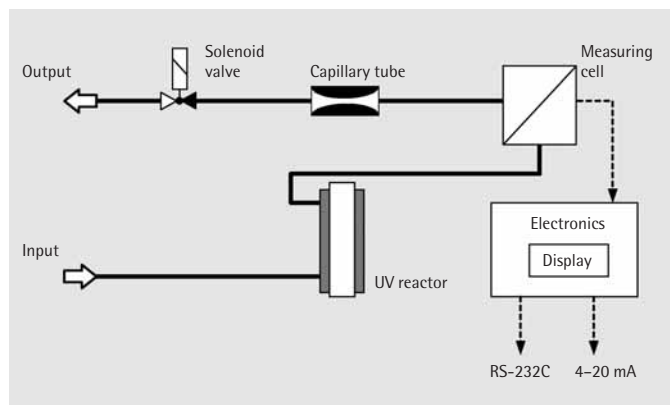 Output
Solenoid
valve
Capillary tube
Measuring
cell
Electronics
Display
Input
UV reactor
RS-232C
4–20 mA